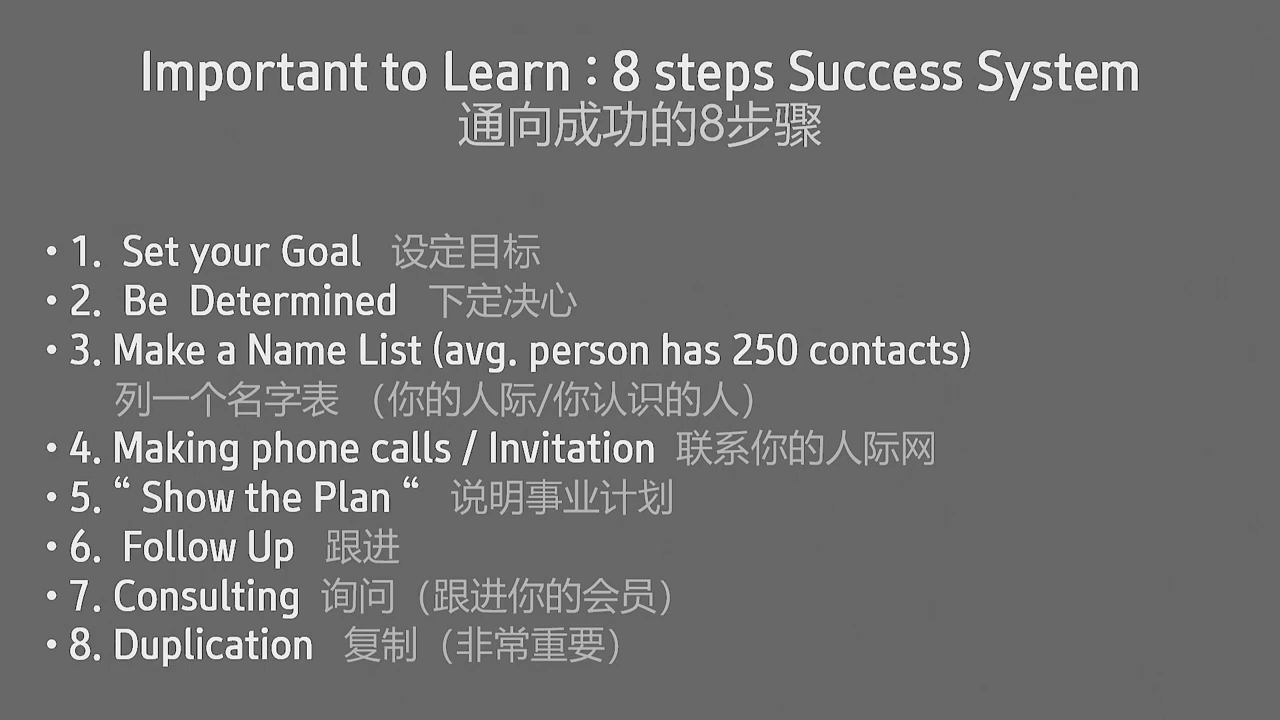 Important to Learn : 8 steps Success System
通向成功的8步骤
• 1. Set your Goal 设定目标
• 2. Be Determined 下定决心
• 3. Make a Name List (avg. person has 250 contacts)
列一个名字表 （你的人际/你认识的人）
• 4. Making phone calls / Invitation 联系你的人际网
• 5. “ Show the Plan “ 说明事业计划
• 6. Follow Up 跟进
• 7. Consulting 询问（跟进你的会员）
• 8. Duplication 复制（非常重要）